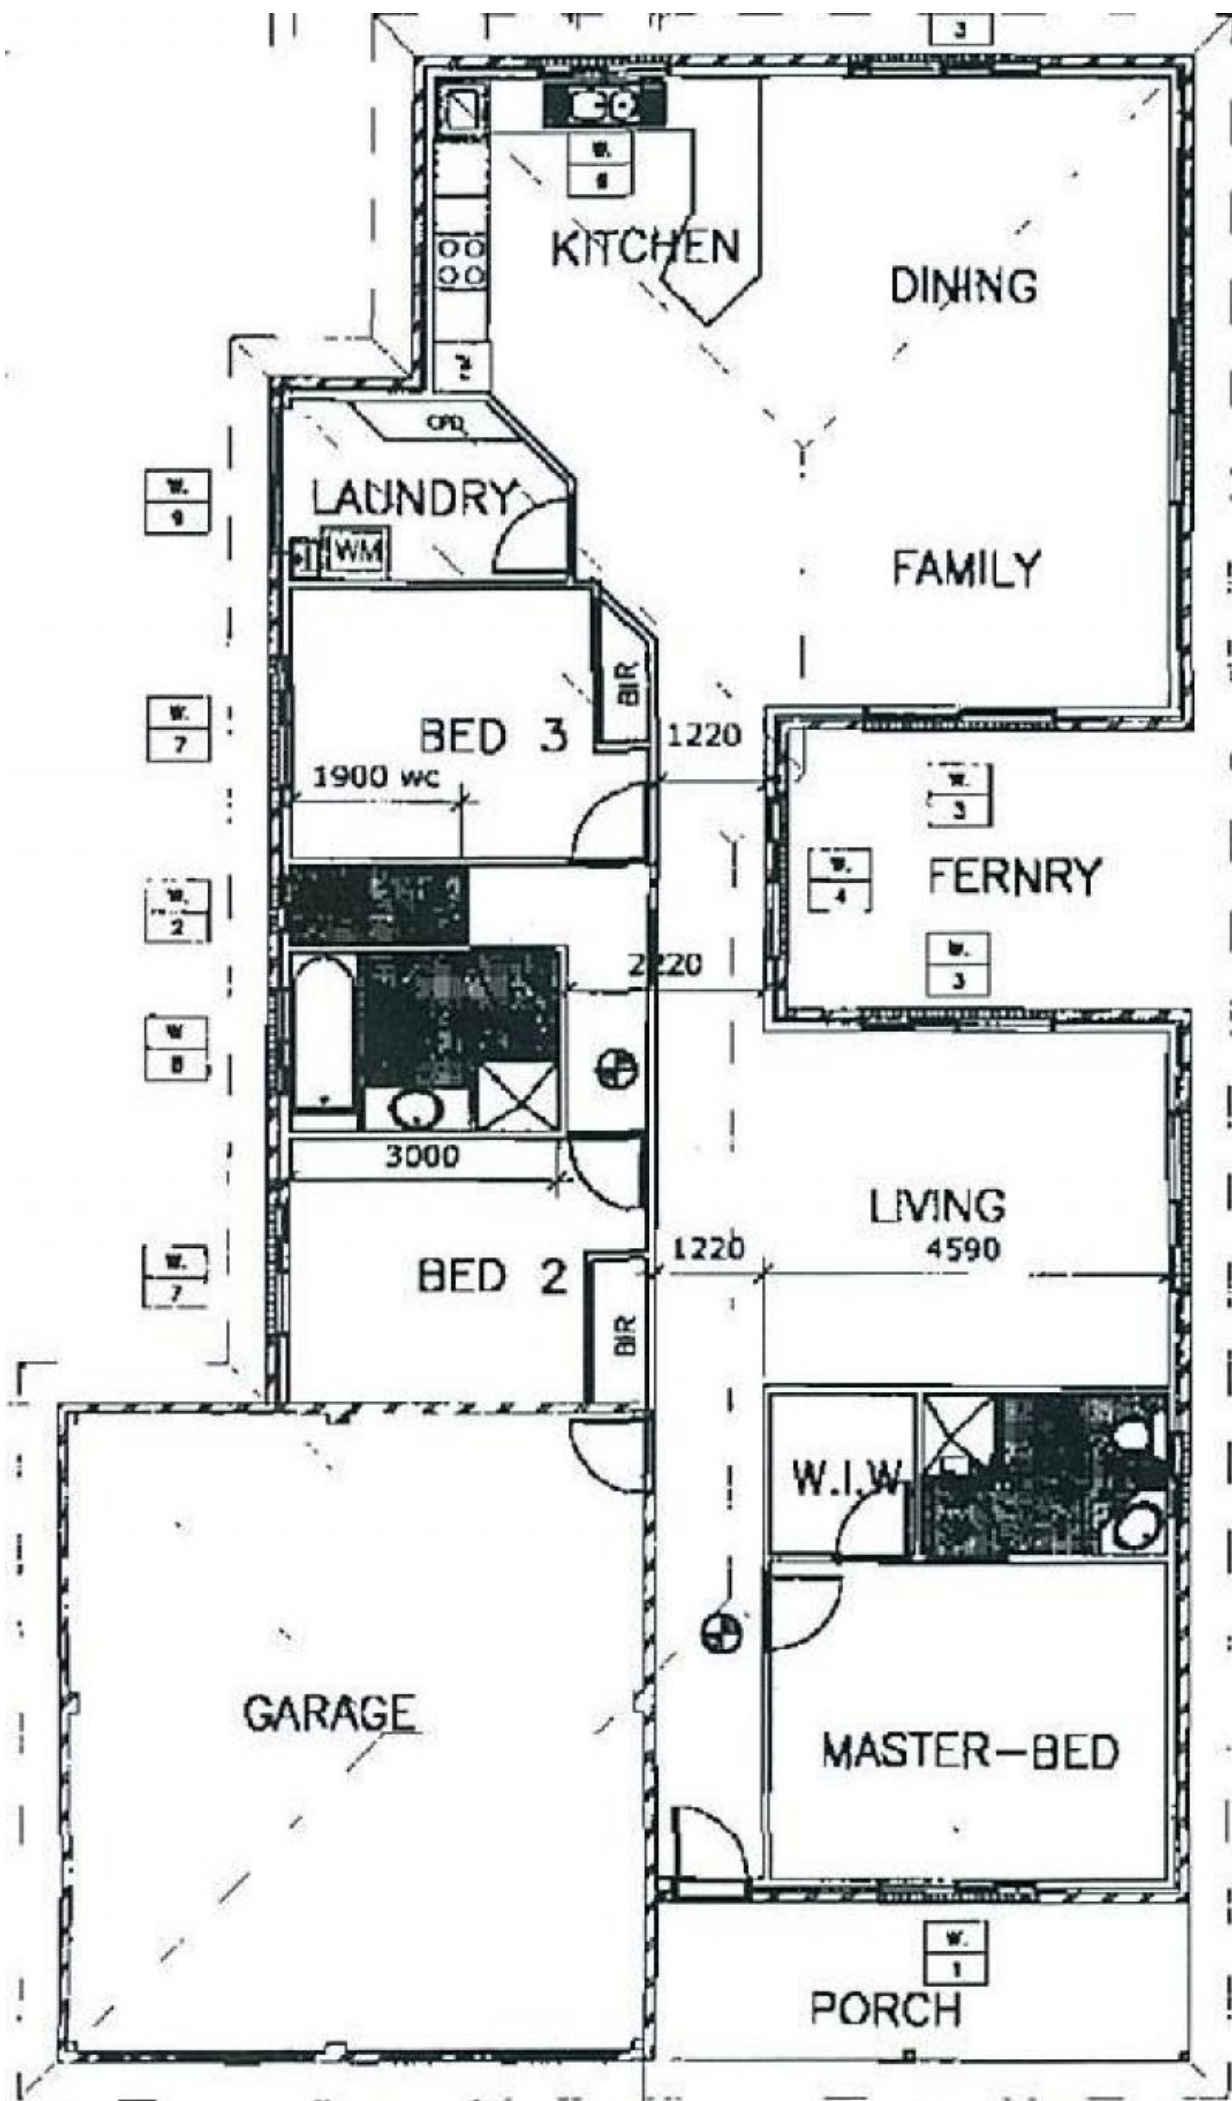 3
W.
6
KITCHEN
DINING
CPD
LAUNDRY
W.
9
WM
FAMILY
BIR
BED 3
W.
7
1220
1900 WC
W.
3
W.
4
FERNRY
W.
2
W.
3
2220
W
8
3000
LIVING
4590
1220
W.
7
BED 2
BIR
W.I.W
GARAGE
MASTER-BED
W.
1
PORCH